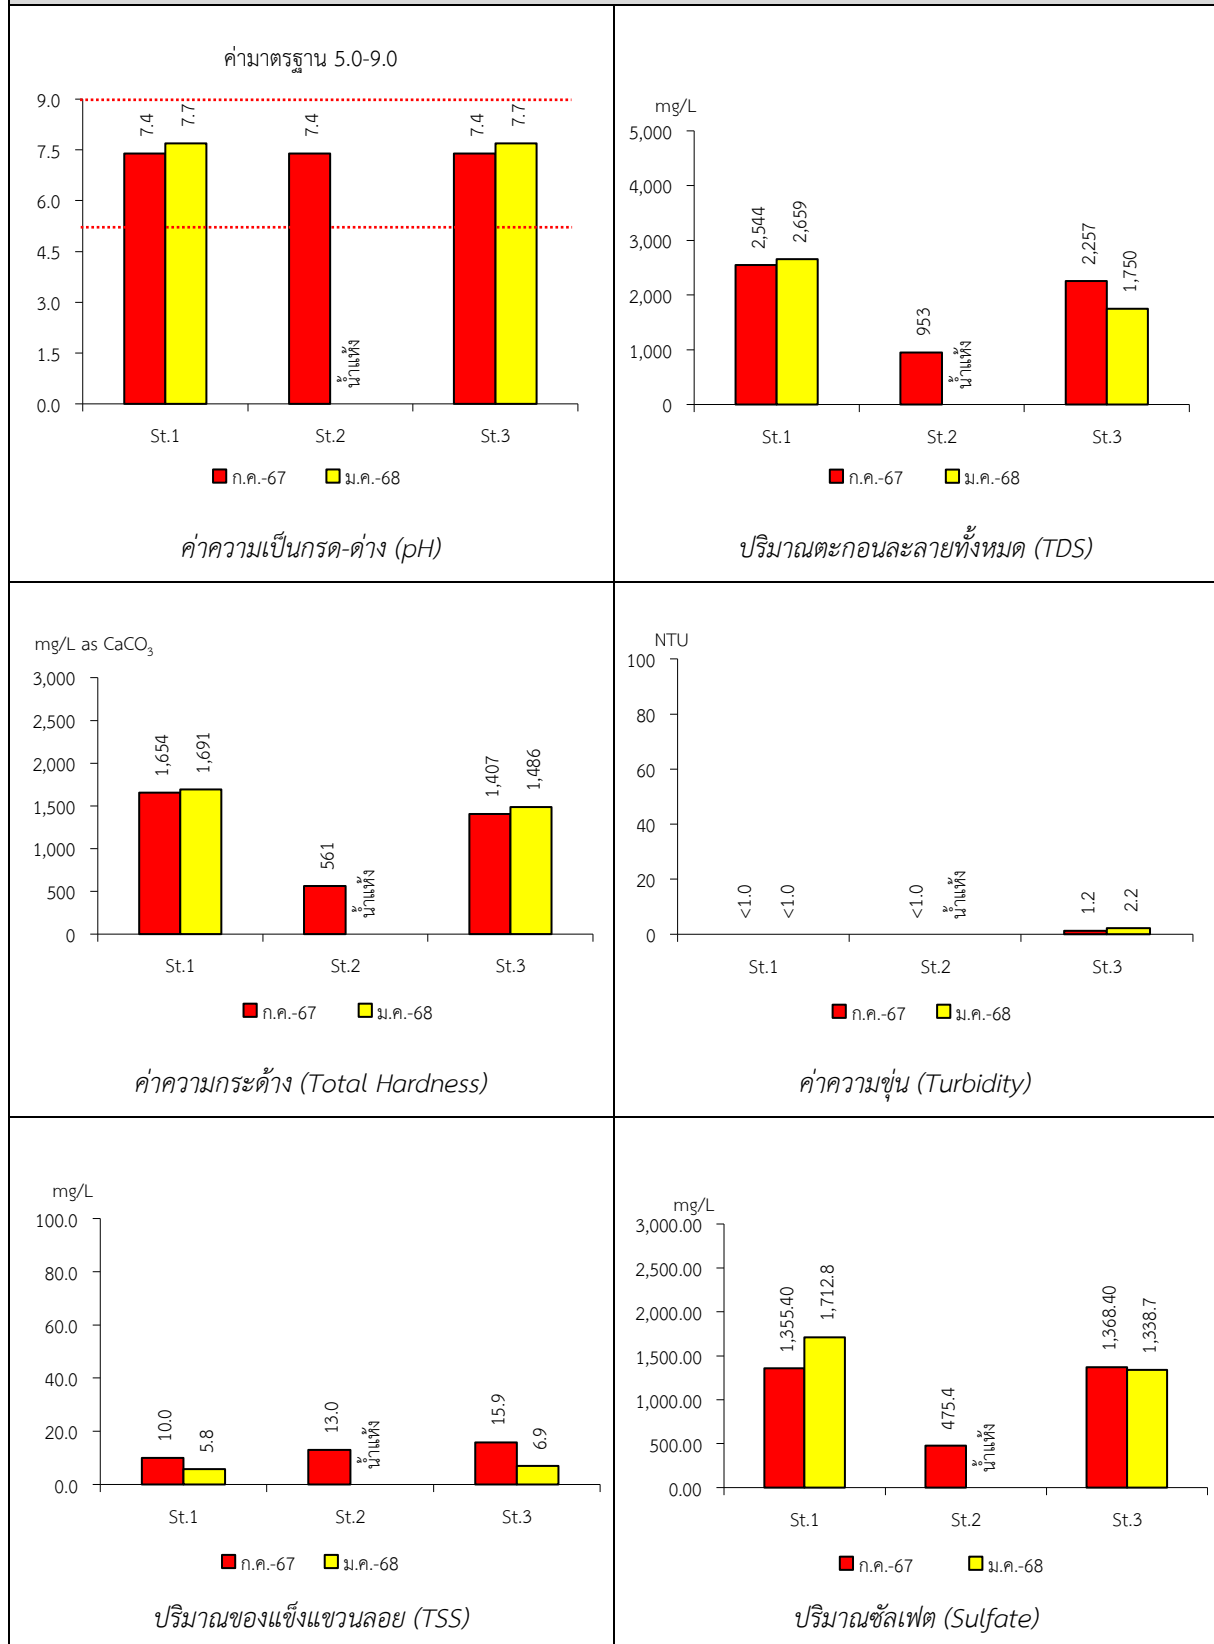 ค่ามาตรฐาน 5.0-9.0
9.0
7.5
6.0
4.5
3.0
1.5
0.0
7.4
7.7
7.4
น้ำแห้ง
7.4
7.7
St.1 St.2 St.3
ก.ค.-67 ม.ค.-68
ค่าความเป็นกรด-ด่าง (pH)
mg/L
5,000
4,000
3,000
2,000
1,000
0
2,544
2,659
953
น้ำแห้ง
2,257
1,750
St.1 St.2 St.3
ก.ค.-67 ม.ค.-68
ปริมาณตะกอนละลายทั้งหมด (TDS)
mg/L as CaCO₃
3,000
2,500
2,000
1,500
1,000
500
0
1,654
1,691
561
น้ำแห้ง
1,407
1,486
St.1 St.2 St.3
ก.ค.-67 ม.ค.-68
ค่าความกระด้าง (Total Hardness)
NTU
100
80
60
40
20
0
<1.0
<1.0
<1.0
น้ำแห้ง
1.2
2.2
St.1 St.2 St.3
ก.ค.-67 ม.ค.-68
ค่าความขุ่น (Turbidity)
mg/L
100.0
80.0
60.0
40.0
20.0
0.0
10.0
5.8
13.0
น้ำแห้ง
15.9
6.9
St.1 St.2 St.3
ก.ค.-67 ม.ค.-68
ปริมาณของแข็งแขวนลอย (TSS)
mg/L
3,000.00
2,500.00
2,000.00
1,500.00
1,000.00
500.00
0.00
1,355.40
1,712.8
475.4
น้ำแห้ง
1,368.40
1,338.7
St.1 St.2 St.3
ก.ค.-67 ม.ค.-68
ปริมาณซัลเฟต (Sulfate)